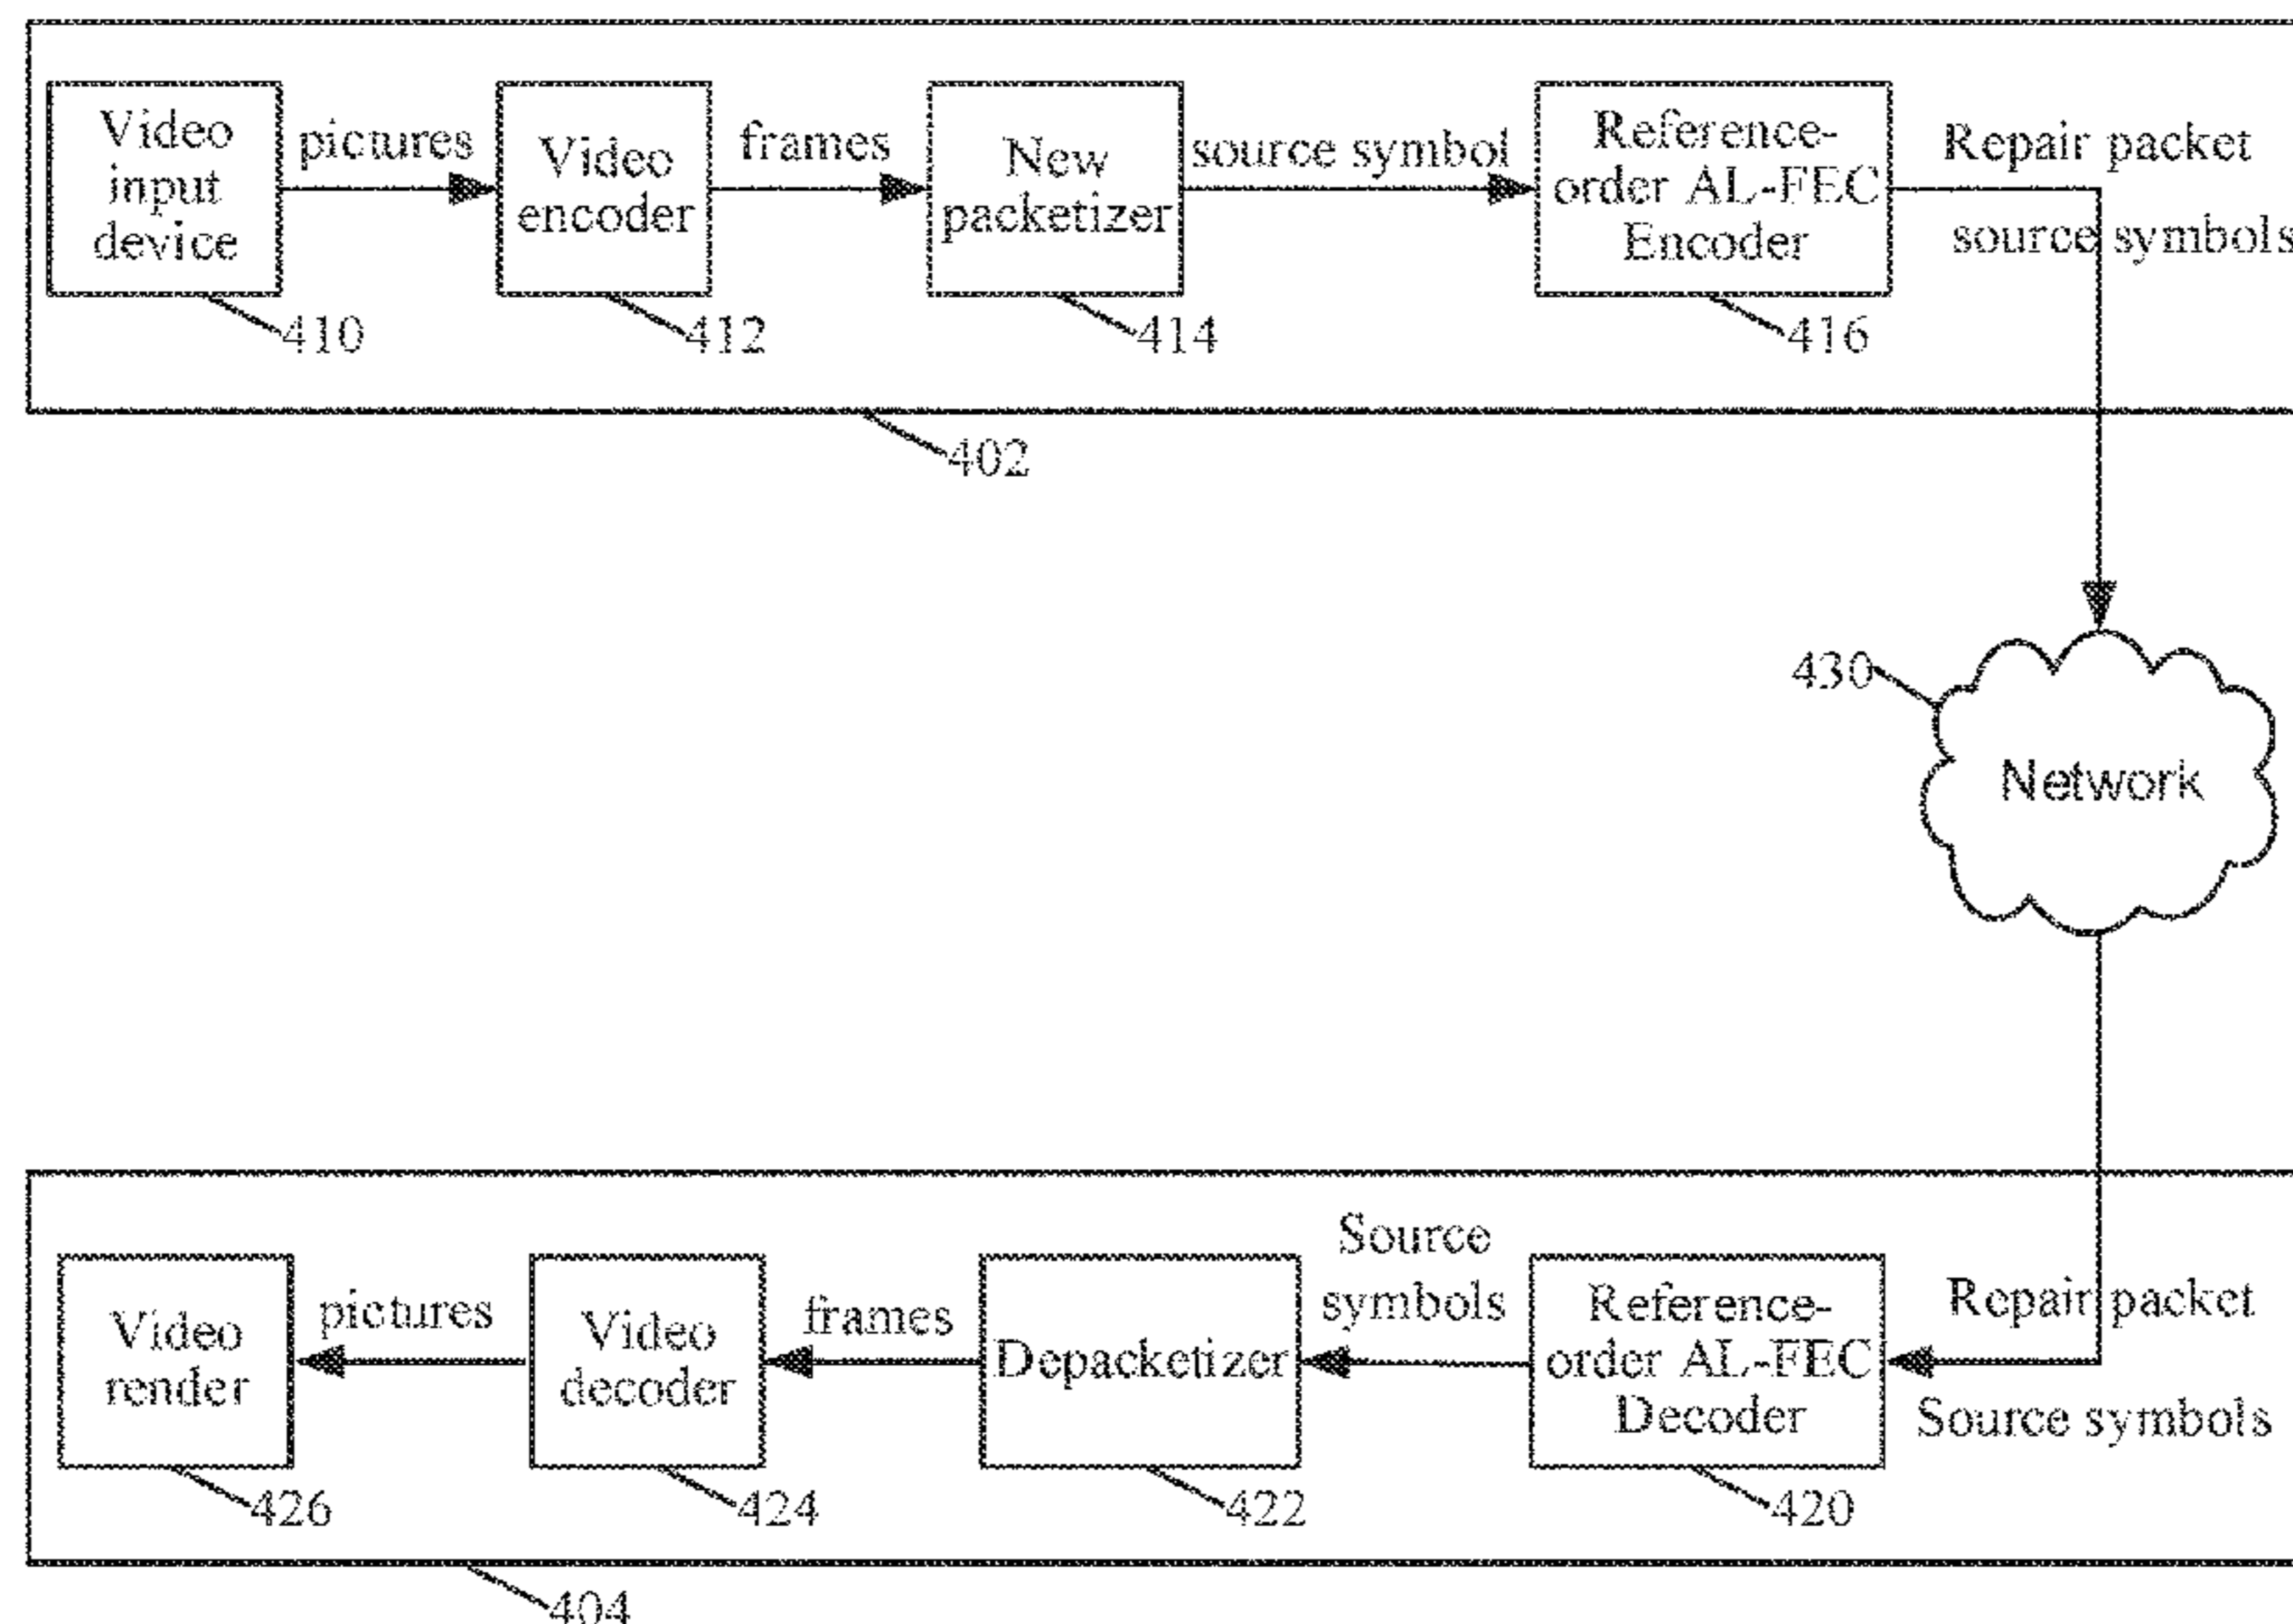 Video
input
device
pictures
Video
encoder
frames
New
packetizer
source symbol
Reference-
order AL-FEC
Encoder
Repair packet
source symbols
410
412
414
416
402
430
Network
Video
render
pictures
Video
decoder
frames
Depacketizer
Source
symbols
Reference-
order AL-FEC
Decoder
Repair packet
Source symbols
426
424
422
420
404